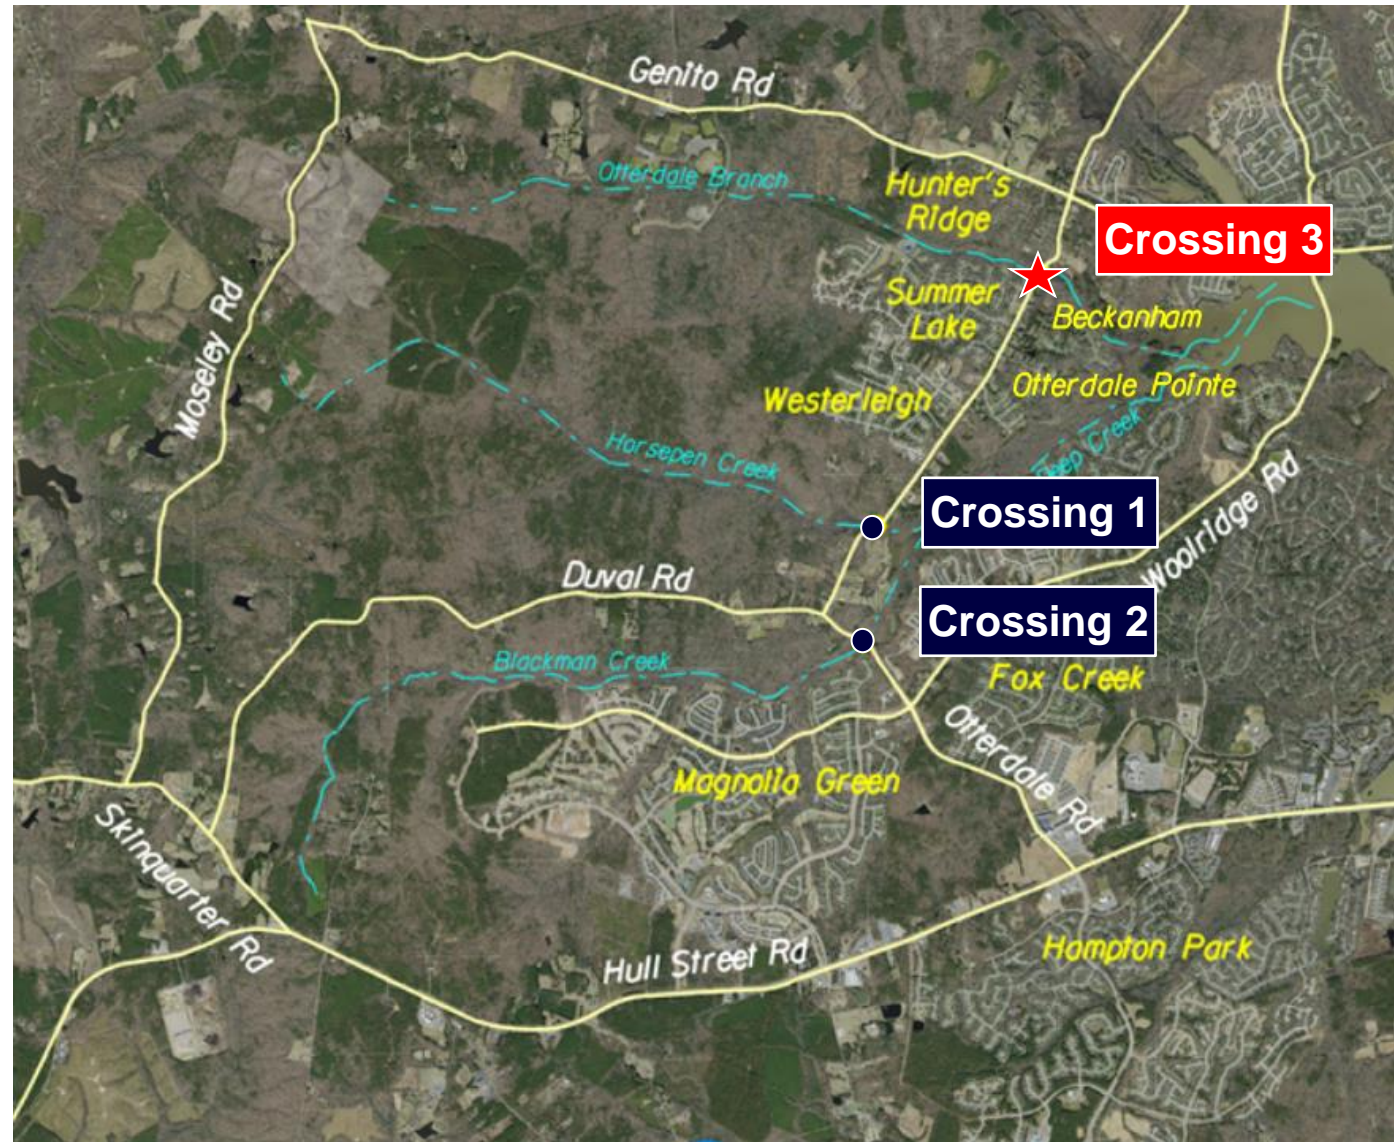 Genito Rd
Otterdale Branch
Hunter's
Ridge
Crossing 3
Summer
Lake
Beckanham
Moseley Rd
Westerleigh
Otterdale Pointe
Horsepen Creek
Deep Creek
Crossing 1
Woolridge Rd
Duval Rd
Crossing 2
Blackman Creek
Fox Creek
Otterdale Rd
Magnolia Green
Skinquarter Rd
Hull Street Rd
Hampton Park